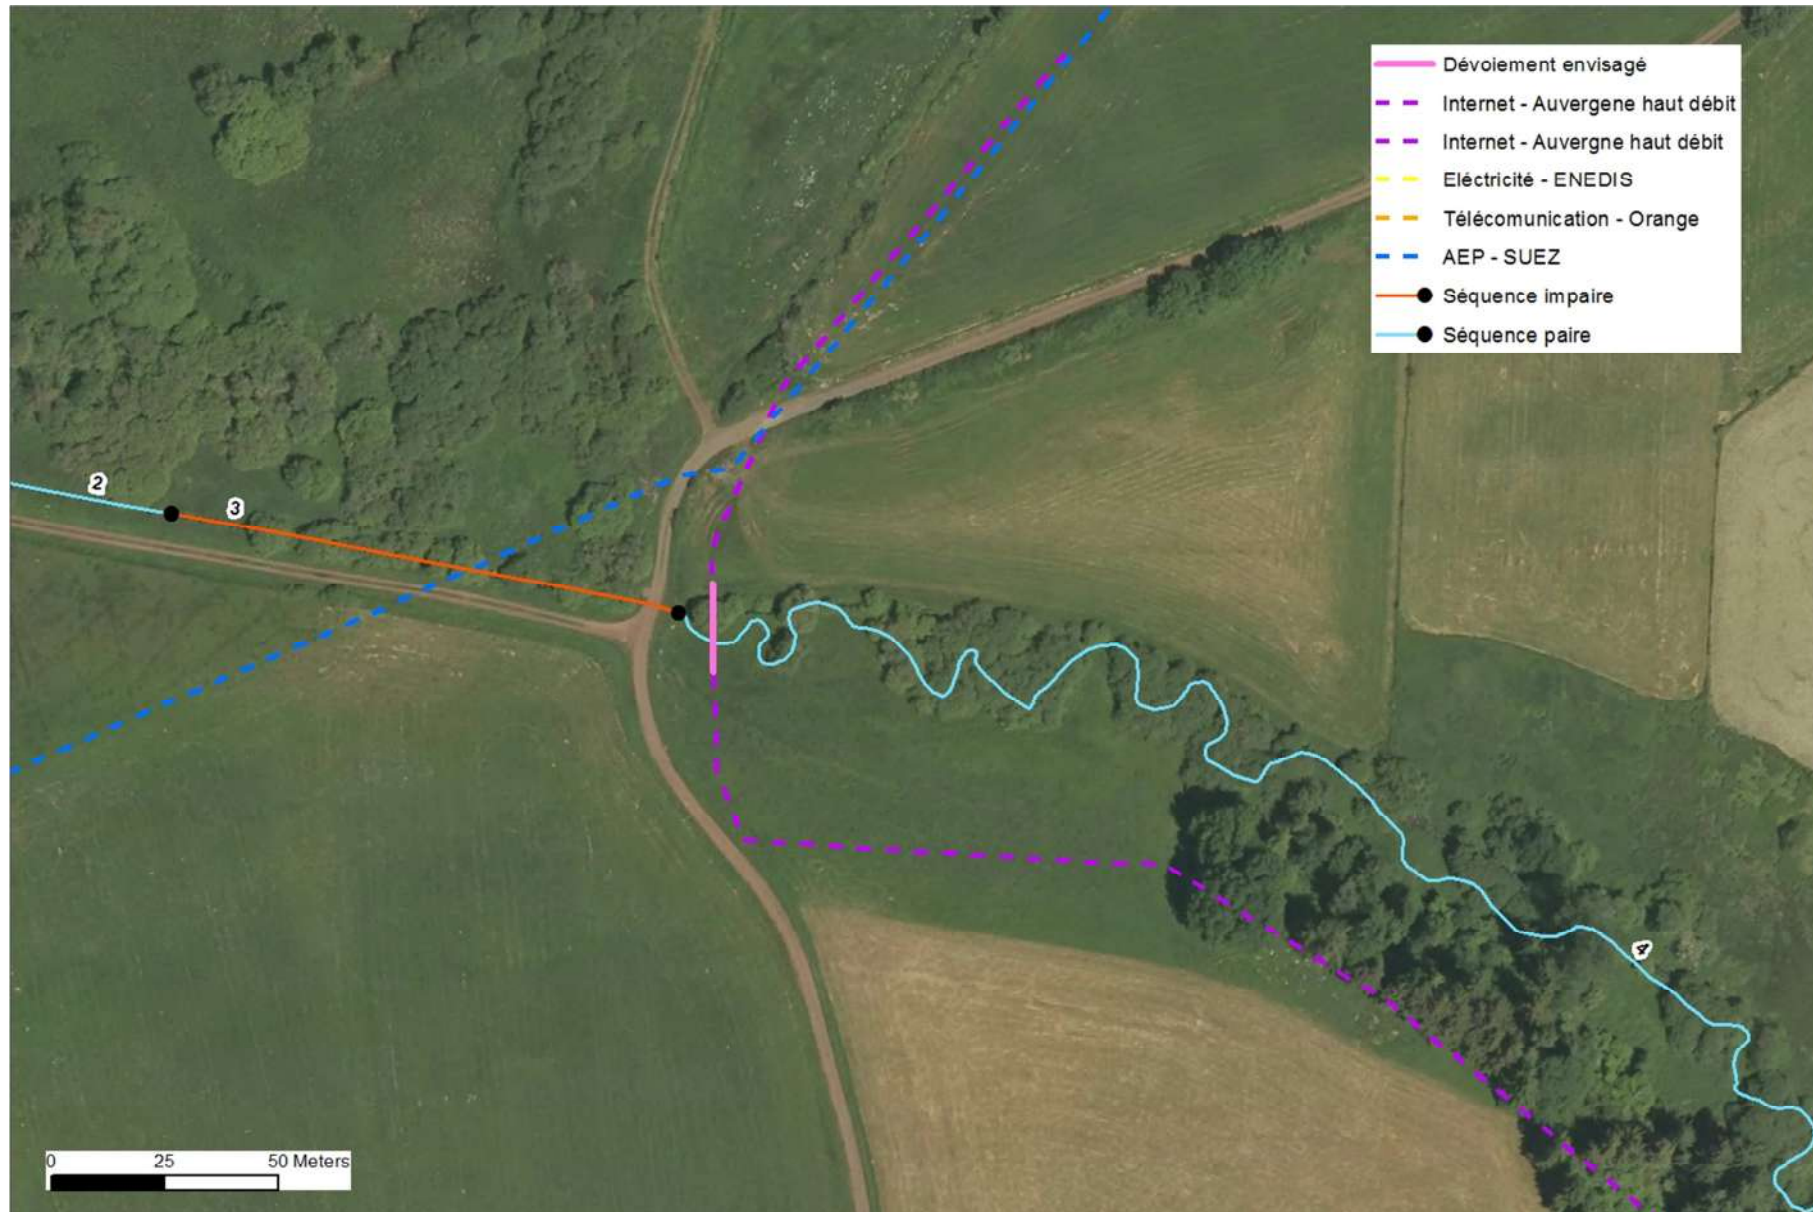 Dévoiement envisagé
Internet - Auvergene haut débit
Internet - Auvergne haut débit
Eléctricité - ENEDIS
Télécomunication - Orange
AEP - SUEZ
Séquence impaire
Séquence paire
2
3
4
0 25 50 Meters